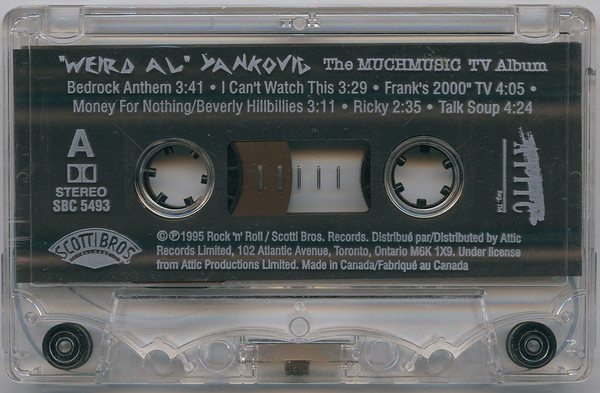 "WEIRD AL" YANKOVIC The MUCHMUSIC TV Album
Bedrock Anthem 3:41 • I Can't Watch This 3:29 • Frank's 2000" TV 4:05 •
Money For Nothing/Beverly Hillbillies 3:11 • Ricky 2:35 • Talk Soup 4:24
A
STEREO
SBC 5493
ATTIC
SCOTTI BROS
RECORDS
©℗1995 Rock 'n' Roll / Scotti Bros. Records. Distribué par/Distributed by Attic
Records Limited, 102 Atlantic Avenue, Toronto, Ontario M6K 1X9. Under license
from Attic Productions Limited. Made in Canada/Fabriqué au Canada